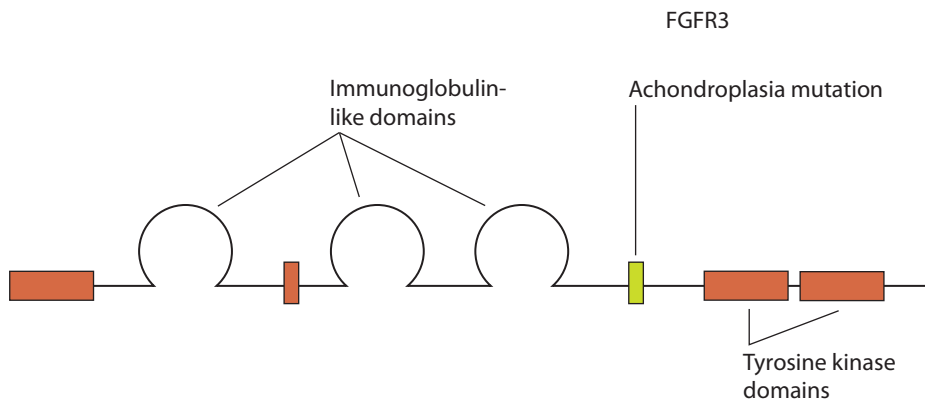 FGFR3
Immunoglobulin-
like domains
Achondroplasia mutation
Tyrosine kinase
domains